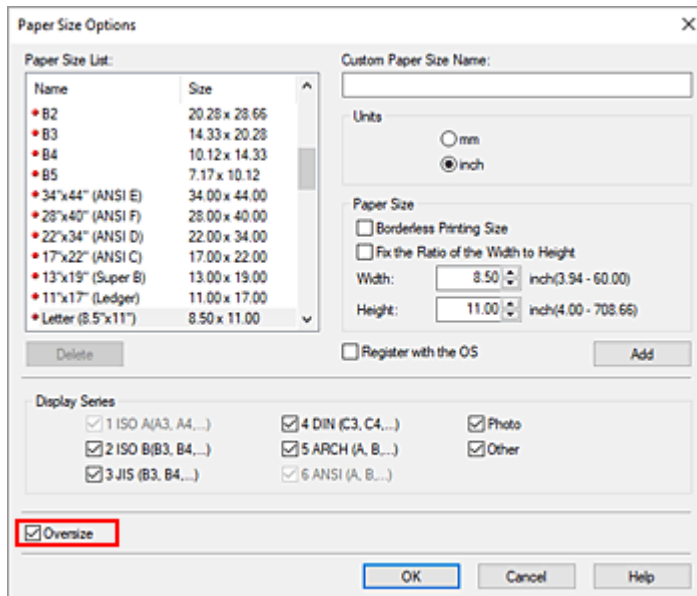 Paper Size Options
Paper Size List:
Name Size
B2 20.28 x 28.66
B3 14.33 x 20.28
B4 10.12 x 14.33
B5 7.17 x 10.12
34"x44" (ANSI E) 34.00 x 44.00
28"x40" (ANSI F) 28.00 x 40.00
22"x34" (ANSI D) 22.00 x 34.00
17"x22" (ANSI C) 17.00 x 22.00
13"x19" (Super B) 13.00 x 19.00
11"x17" (Ledger) 11.00 x 17.00
Letter (8.5"x11") 8.50 x 11.00
Delete
Custom Paper Size Name:
Units
mm
inch
Paper Size
Borderless Printing Size
Fix the Ratio of the Width to Height
Width: 8.50 inch(3.94 - 60.00)
Height: 11.00 inch(4.00 - 708.66)
Register with the OS Add
Display Series
1 ISO A(A3, A4,...) 4 DIN (C3, C4,...) Photo
2 ISO B(B3, B4,...) 5 ARCH (A, B,...) Other
3 JIS (B3, B4,...) 6 ANSI (A, B,...)
Oversize
OK Cancel Help